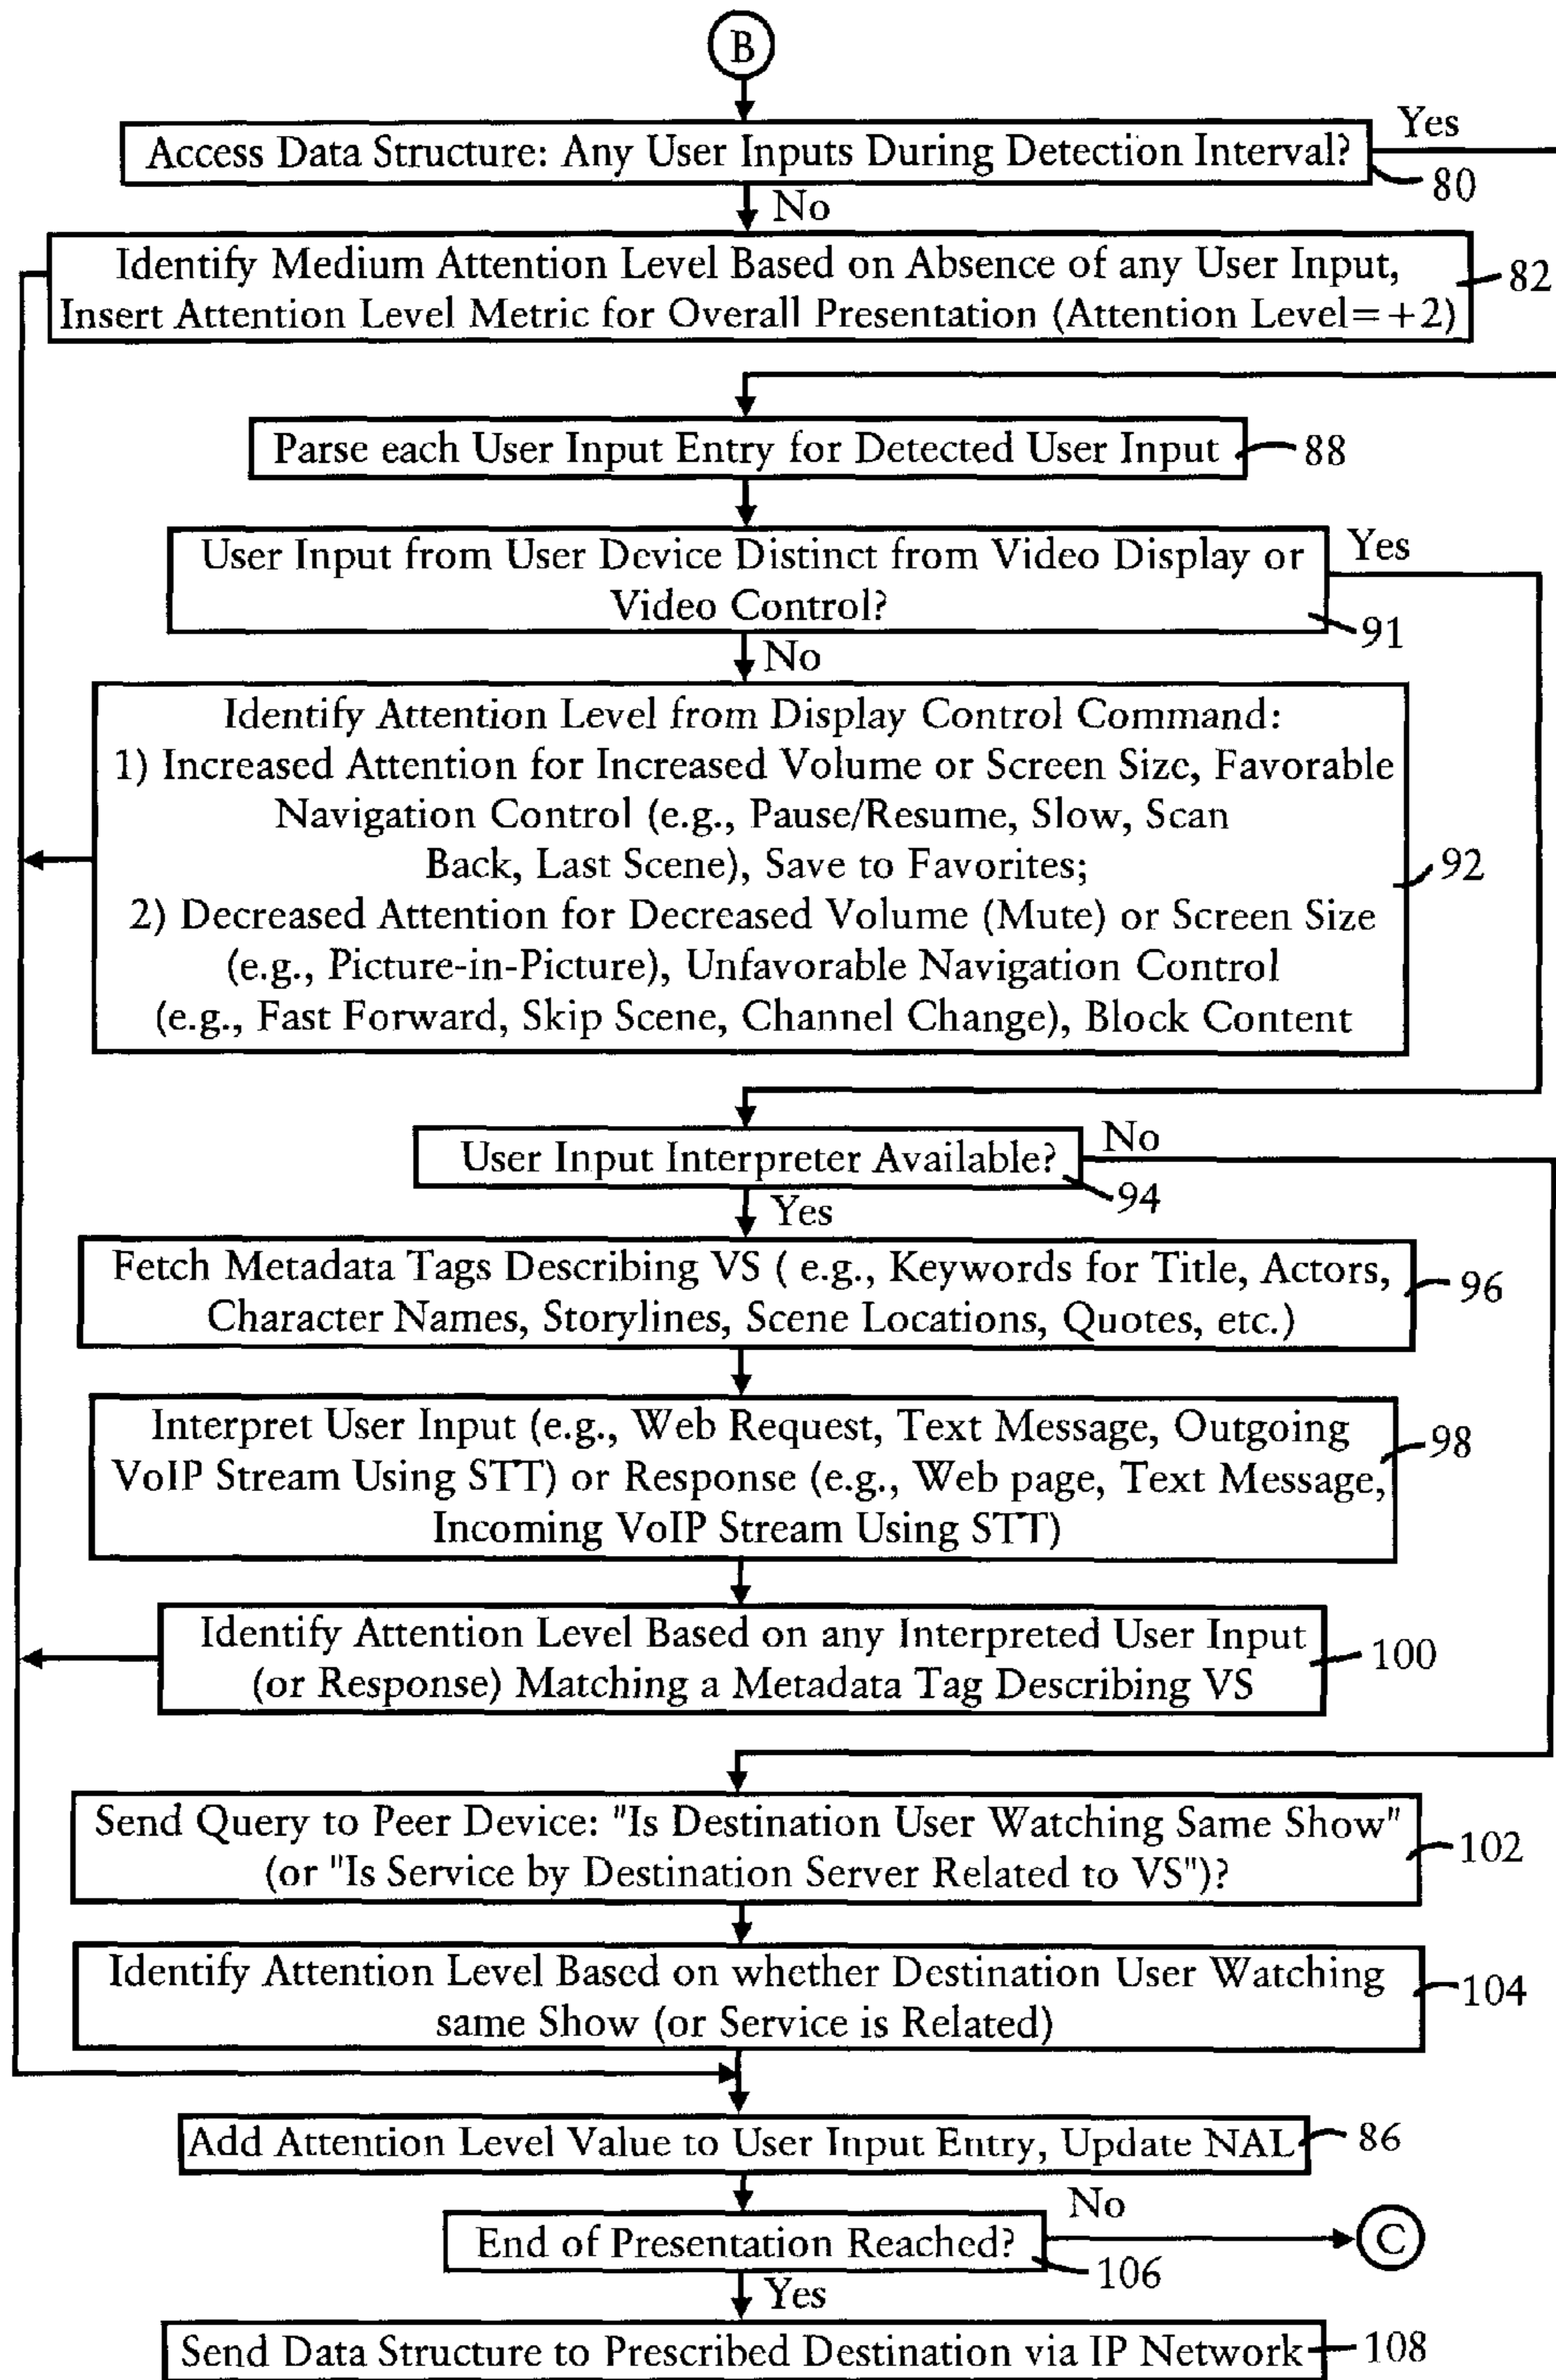 B
Access Data Structure: Any User Inputs During Detection Interval?
Yes
80
No
Identify Medium Attention Level Based on Absence of any User Input,
Insert Attention Level Metric for Overall Presentation (Attention Level=+2)
82
Parse each User Input Entry for Detected User Input
88
User Input from User Device Distinct from Video Display or
Video Control?
Yes
91
No
Identify Attention Level from Display Control Command:
1) Increased Attention for Increased Volume or Screen Size, Favorable
Navigation Control (e.g., Pause/Resume, Slow, Scan
Back, Last Scene), Save to Favorites;
2) Decreased Attention for Decreased Volume (Mute) or Screen Size
(e.g., Picture-in-Picture), Unfavorable Navigation Control
(e.g., Fast Forward, Skip Scene, Channel Change), Block Content
92
User Input Interpreter Available?
No
94
Yes
Fetch Metadata Tags Describing VS ( e.g., Keywords for Title, Actors,
Character Names, Storylines, Scene Locations, Quotes, etc.)
96
Interpret User Input (e.g., Web Request, Text Message, Outgoing
VoIP Stream Using STT) or Response (e.g., Web page, Text Message,
Incoming VoIP Stream Using STT)
98
Identify Attention Level Based on any Interpreted User Input
(or Response) Matching a Metadata Tag Describing VS
100
Send Query to Peer Device: "Is Destination User Watching Same Show"
(or "Is Service by Destination Server Related to VS")?
102
Identify Attention Level Based on whether Destination User Watching
same Show (or Service is Related)
104
Add Attention Level Value to User Input Entry, Update NAL
86
End of Presentation Reached?
No
C
106
Yes
Send Data Structure to Prescribed Destination via IP Network
108